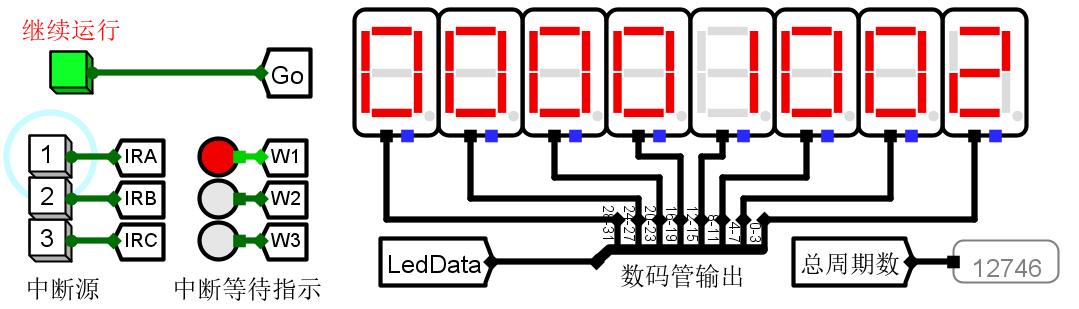 继续运行
Go
00001002
1 IRA
2 IRB
3 IRC
中断源
W1
W2
W3
中断等待指示
28-31
24-27
20-23
16-19
12-15
8-11
4-7
0-3
LedData
数码管输出
总周期数
12746